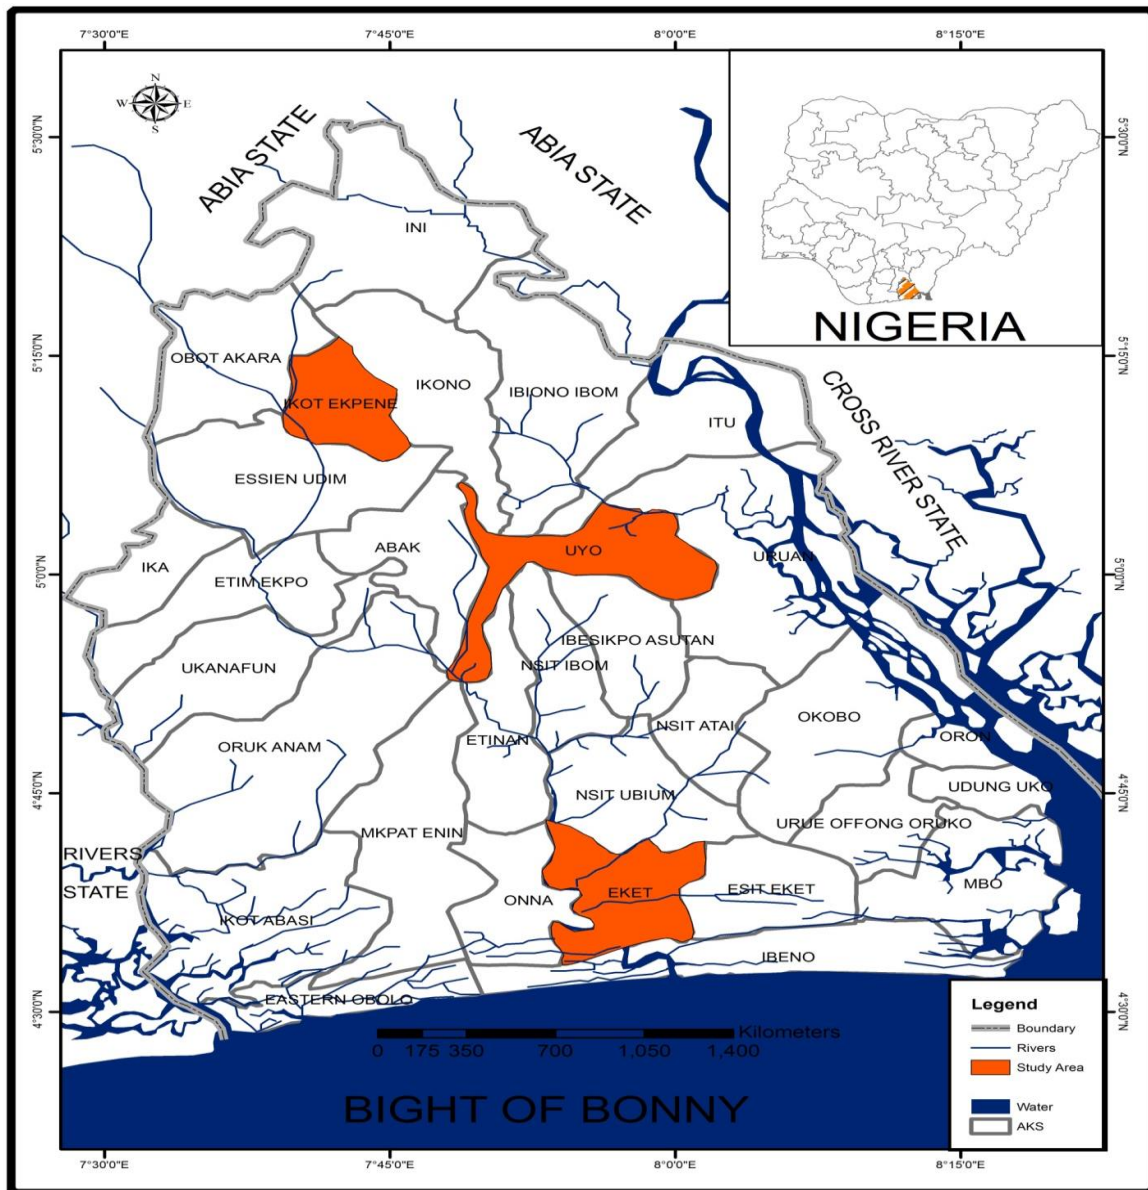 7°30'0"E 7°45'0"E 8°0'0"E 8°15'0"E
N
W E
S
5°30'0"N
5°30'0"N
ABIA STATE
ABIA STATE
INI
NIGERIA
5°15'0"N
5°15'0"N
OBOT AKARA
IKOT EKPENE
IKONO
IBIONO IBOM
ITU
CROSS RIVER STATE
ESSIEN UDIM
ABAK
UYO
URUAN
IKA
ETIM EKPO
5°0'0"N
5°0'0"N
UKANAFUN
IBESIKPO ASUTAN
NSIT IBOM
ORUK ANAM
ETINAN
NSIT ATAI
OKOBO
ORON
UDUNG UKO
4°45'0"N
4°45'0"N
NSIT UBIUM
MKPAT ENIN
URUE OFFONG ORUKO
RIVERS
STATE
IKOT ABASI
ONNA
EKET
ESIT EKET
MBO
IBENO
EASTERN OBOLO
4°30'0"N
4°30'0"N
Kilometers
0 175 350 700 1,050 1,400
BIGHT OF BONNY
Legend
Boundary
Rivers
Study Area
Water
AKS
7°30'0"E 7°45'0"E 8°0'0"E 8°15'0"E